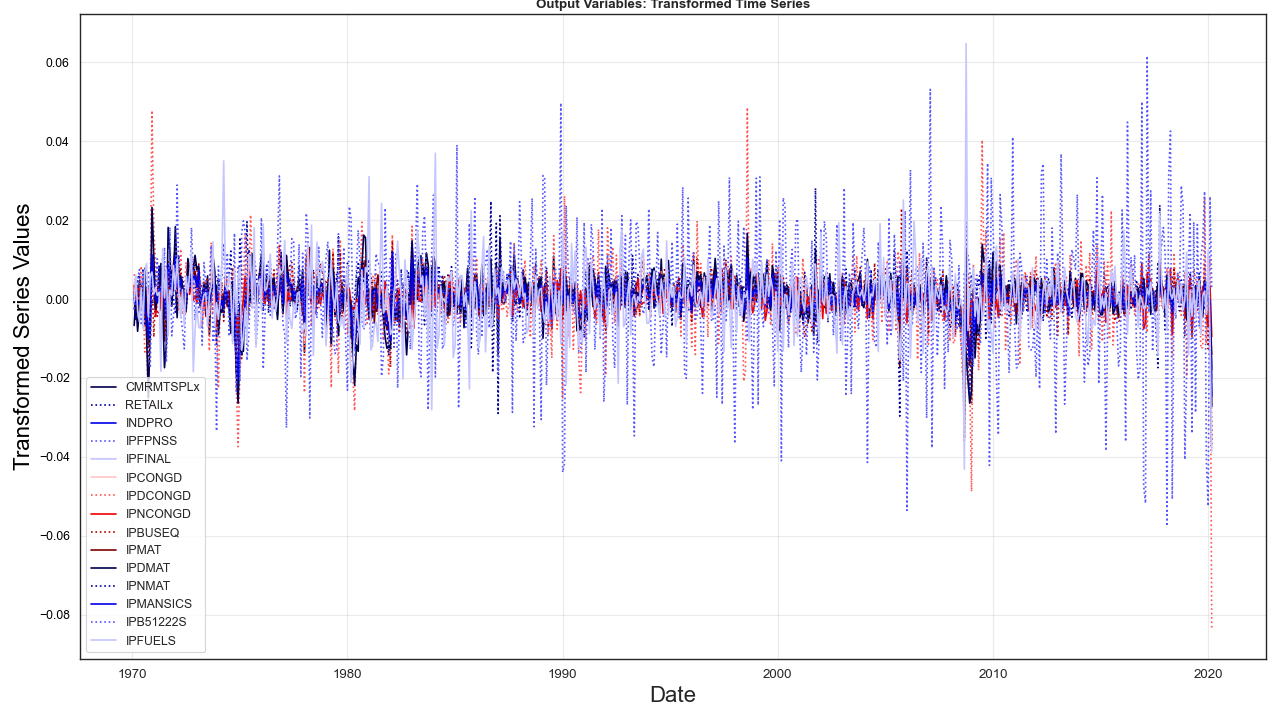 Output Variables: Transformed Time Series
Transformed Series Values
0.06
0.04
0.02
0.00
−0.02
−0.04
−0.06
−0.08
CMRMTSPLx
RETAILx
INDPRO
IPFPNSS
IPFINAL
IPCONGD
IPDCONGD
IPNCONGD
IPBUSEQ
IPMAT
IPDMAT
IPNMAT
IPMANSICS
IPB51222S
IPFUELS
1970
1980
1990
2000
2010
2020
Date